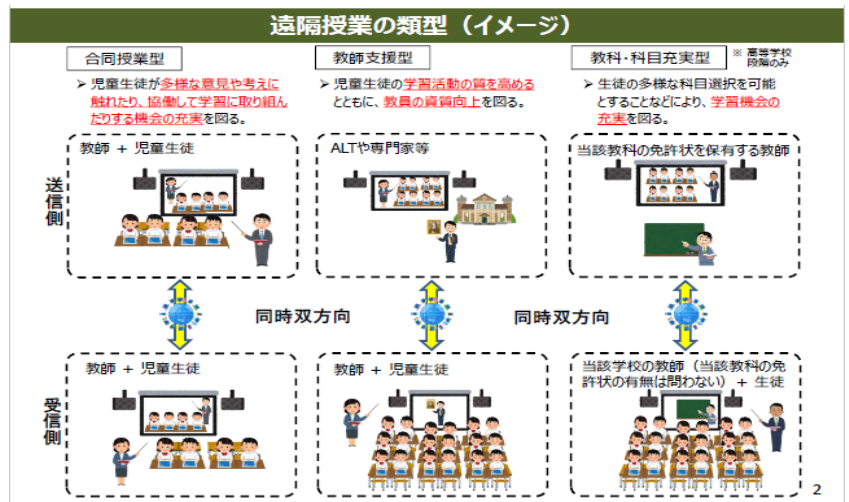 遠隔授業の類型（イメージ）
合同授業型
➢ 児童生徒が多様な意見や考えに
触れたり、協働して学習に取り組ん
だりする機会の充実を図る。
教師支援型
➢ 児童生徒の学習活動の質を高める
とともに、教員の資質向上を図る。
教科・科目充実型
※ 高等学校
段階のみ
➢ 生徒の多様な科目選択を可能
とすることなどにより、学習機会の
充実を図る。
送信側
教師 + 児童生徒
ALTや専門家等
当該教科の免許状を保有する教師
同時双方向
同時双方向
受信側
教師 + 児童生徒
教師 + 児童生徒
当該学校の教師（当該教科の免
許状の有無は問わない）+ 生徒
2